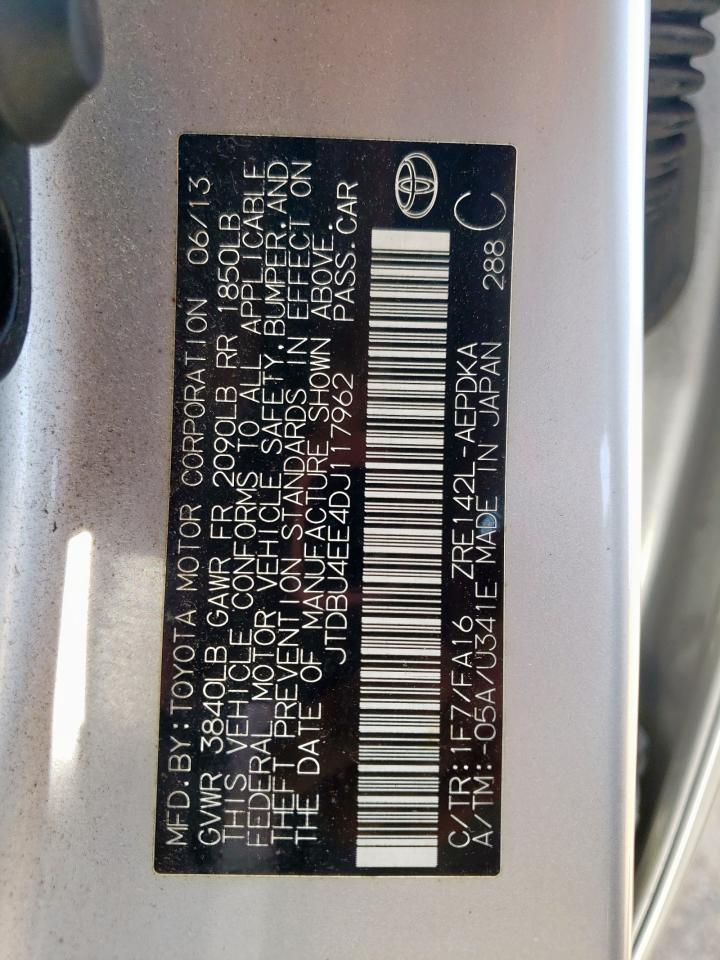 MFD.BY:TOYOTA MOTOR CORPORATION 06/13
GVWR 3840LB GAWR FR 2090LB RR 1850LB
THIS VEHICLE CONFORMS TO ALL APPLICABLE
FEDERAL MOTOR VEHICLE SAFETY,BUMPER,AND
THEFT PREVENTION STANDARDS IN EFFECT ON
THE DATE OF MANUFACTURE SHOWN ABOVE.
JTDBU4EE4DJ117962 PASS.CAR
C/TR:1F7/FA16 ZRE142L-AEPDKA
A/TM:-05A/U341E MADE IN JAPAN 288 C